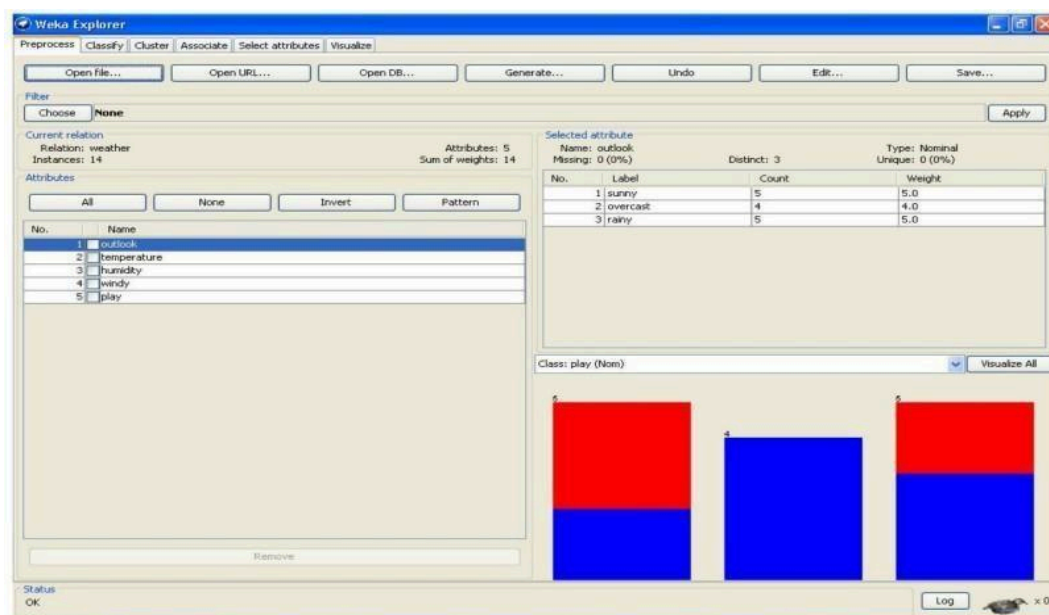 Weka Explorer
Preprocess Classify Cluster Associate Select attributes Visualize
Open file... Open URL... Open DB... Generate... Undo Edit... Save...
Filter
Choose None Apply
Current relation
Relation: weather Attributes: 5
Instances: 14 Sum of weights: 14
Attributes
All None Invert Pattern
No. Name
1 outlook
2 temperature
3 humidity
4 windy
5 play
Remove
Selected attribute
Name: outlook Type: Nominal
Missing: 0 (0%) Distinct: 3 Unique: 0 (0%)
No. Label Count Weight
1 sunny 5 5.0
2 overcast 4 4.0
3 rainy 5 5.0
Class: play (Nom) Visualize All
5 4 5
Status
OK Log x 0